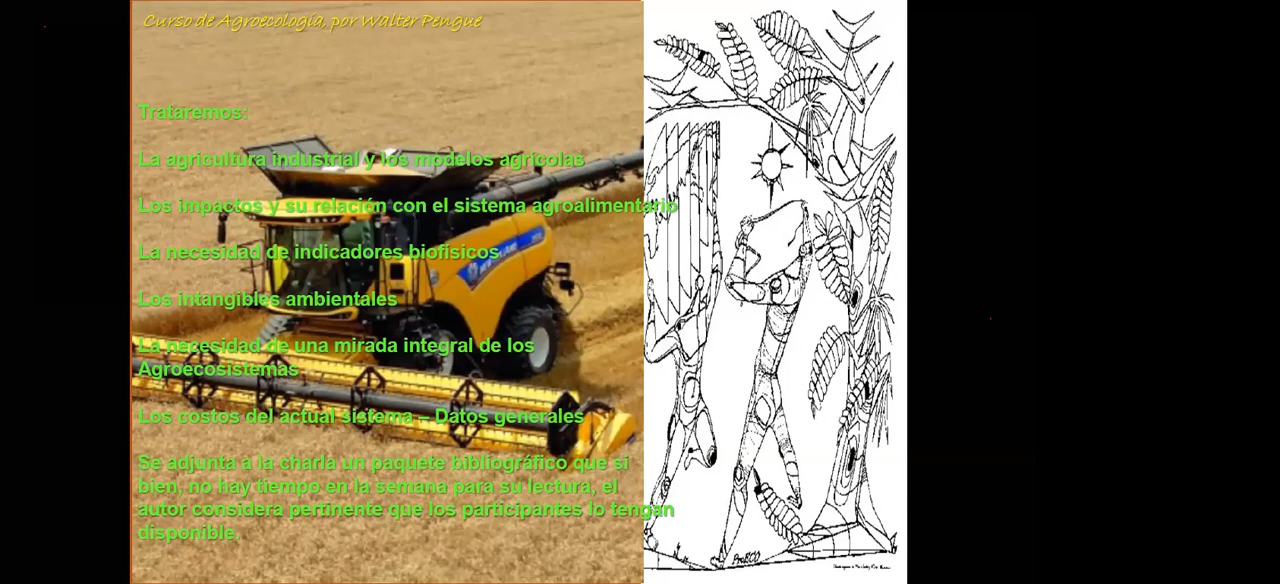 Curso de Agroecología, por Walter Pengue
Trataremos:
La agricultura industrial y los modelos agrícolas
Los impactos y su relación con el sistema agroalimentario
La necesidad de indicadores biofísicos
Los intangibles ambientales
La necesidad de una mirada integral de los
Agroecosistemas
Los costos del actual sistema – Datos generales
Se adjunta a la charla un paquete bibliográfico que si
bien, no hay tiempo en la semana para su lectura, el
autor considera pertinente que los participantes lo tengan
disponible.